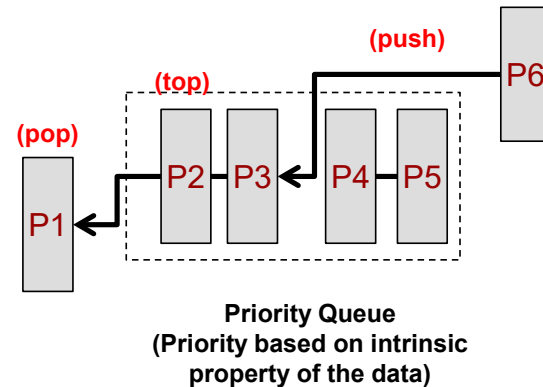 (push)
P6
(top)
(pop)
P2
P3
P4
P5
P1
Priority Queue
(Priority based on intrinsic
property of the data)